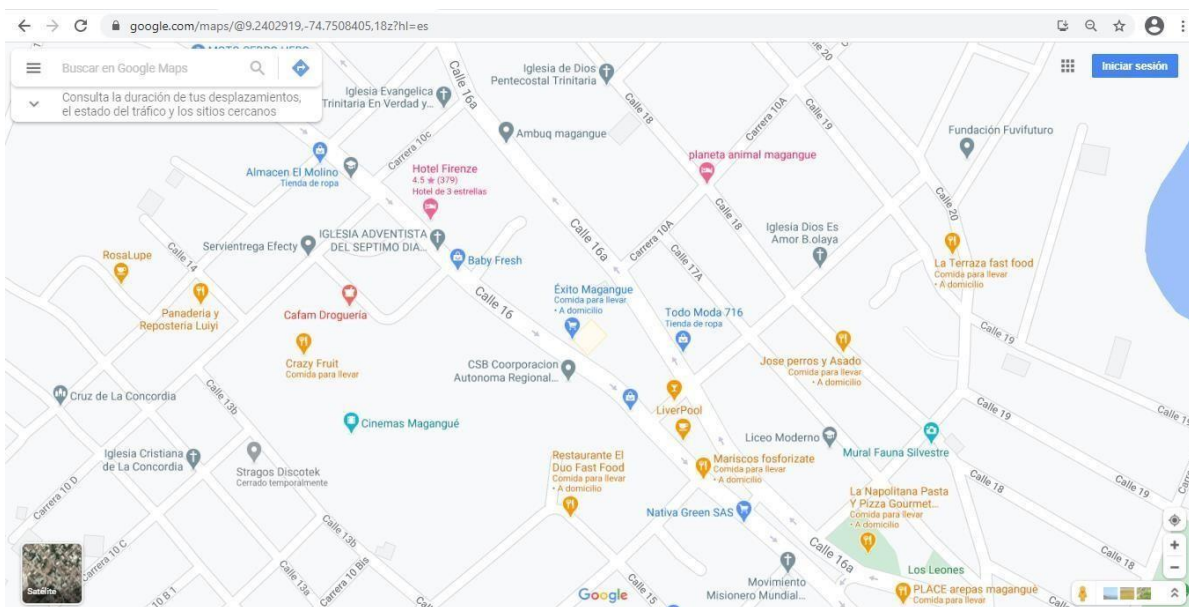 google.com/maps/@9.2402919,-74.7508405,18z?hl=es
Buscar en Google Maps
Consulta la duración de tus desplazamientos,
el estado del tráfico y los sitios cercanos
Iniciar sesión
Calle 16a
Iglesia de Dios
Pentecostal Trinitaria
Calle 20
Iglesia Evangelica
Trinitaria En Verdad y...
Calle 18
Carrera 10A
Calle 19
Carrera 10c
Ambuq magangue
Fundación Fuvifuturo
planeta animal magangue
Almacen El Molino
Tienda de ropa
Hotel Firenze
4.5 ★ (379)
Hotel de 3 estrellas
Calle 18
Calle 20
Iglesia Dios Es
Amor B.olaya
Calle 16a
Carrera 10A
Calle 17A
Servientrega Efecty
IGLESIA ADVENTISTA
DEL SEPTIMO DIA...
Calle 14
RosaLupe
Baby Fresh
La Terraza fast food
Comida para llevar
• A domicilio
Calle 16
Éxito Magangue
Comida para llevar
• A domicilio
Panaderia y
Reposteria Luiyi
Cafam Droguería
Todo Moda 716
Tienda de ropa
Calle 19
Crazy Fruit
Comida para llevar
CSB Coorporacion
Autonoma Regional...
Jose perros y Asado
Comida para llevar
• A domicilio
Cruz de La Concordia
Calle 13b
LiverPool
Calle 19
Calle 19
Cinemas Magangué
Liceo Moderno
Mural Fauna Silvestre
Iglesia Cristiana
de La Concordia
Stragos Discotek
Cerrado temporalmente
Restaurante El
Duo Fast Food
Comida para llevar
• A domicilio
Mariscos fosforizate
Comida para llevar
• A domicilio
Calle 18
Calle 19
Carrera 10 D
La Napolitana Pasta
Y Pizza Gourmet...
Comida para llevar
• A domicilio
Nativa Green SAS
Calle 13b
Carrera 10 C
Carrera 10 Bis
Calle 16a
Calle 18
Calle 13a
Calle 15
Los Leones
Movimiento
Misionero Mundial...
PLACE arepas magangué
Comida para llevar
Satélite
Google